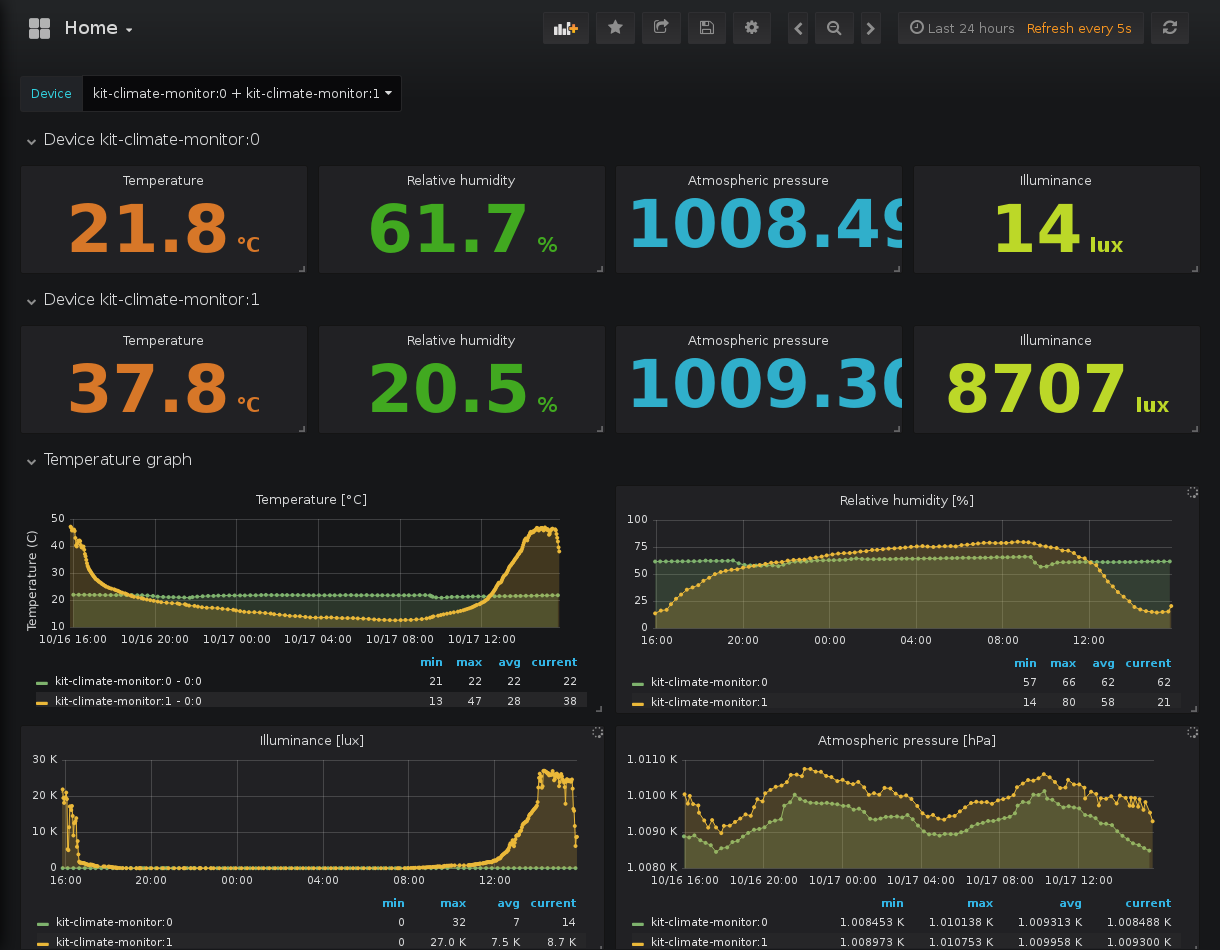 Home
Last 24 hours Refresh every 5s
Device kit-climate-monitor:0 + kit-climate-monitor:1
Device kit-climate-monitor:0
Temperature Relative humidity Atmospheric pressure Illuminance
21.8 °C 61.7 % 1008.49 14 lux
Device kit-climate-monitor:1
Temperature Relative humidity Atmospheric pressure Illuminance
37.8 °C 20.5 % 1009.30 8707 lux
Temperature graph
Temperature [°C]
Temperature (C)
50
40
30
20
10
10/16 16:00 10/16 20:00 10/17 00:00 10/17 04:00 10/17 08:00 10/17 12:00
min max avg current
kit-climate-monitor:0 - 0:0 21 22 22 22
kit-climate-monitor:1 - 0:0 13 47 28 38
Relative humidity [%]
100
75
50
25
0
16:00 20:00 00:00 04:00 08:00 12:00
min max avg current
kit-climate-monitor:0 57 66 62 62
kit-climate-monitor:1 14 80 58 21
Illuminance [lux]
30 K
20 K
10 K
0
16:00 20:00 00:00 04:00 08:00 12:00
min max avg current
kit-climate-monitor:0 0 32 7 14
kit-climate-monitor:1 0 27.0 K 7.5 K 8.7 K
Atmospheric pressure [hPa]
1.0110 K
1.0100 K
1.0090 K
1.0080 K
10/16 16:00 10/16 20:00 10/17 00:00 10/17 04:00 10/17 08:00 10/17 12:00
min max avg current
kit-climate-monitor:0 1.008453 K 1.010138 K 1.009313 K 1.008488 K
kit-climate-monitor:1 1.008973 K 1.010753 K 1.009958 K 1.009300 K